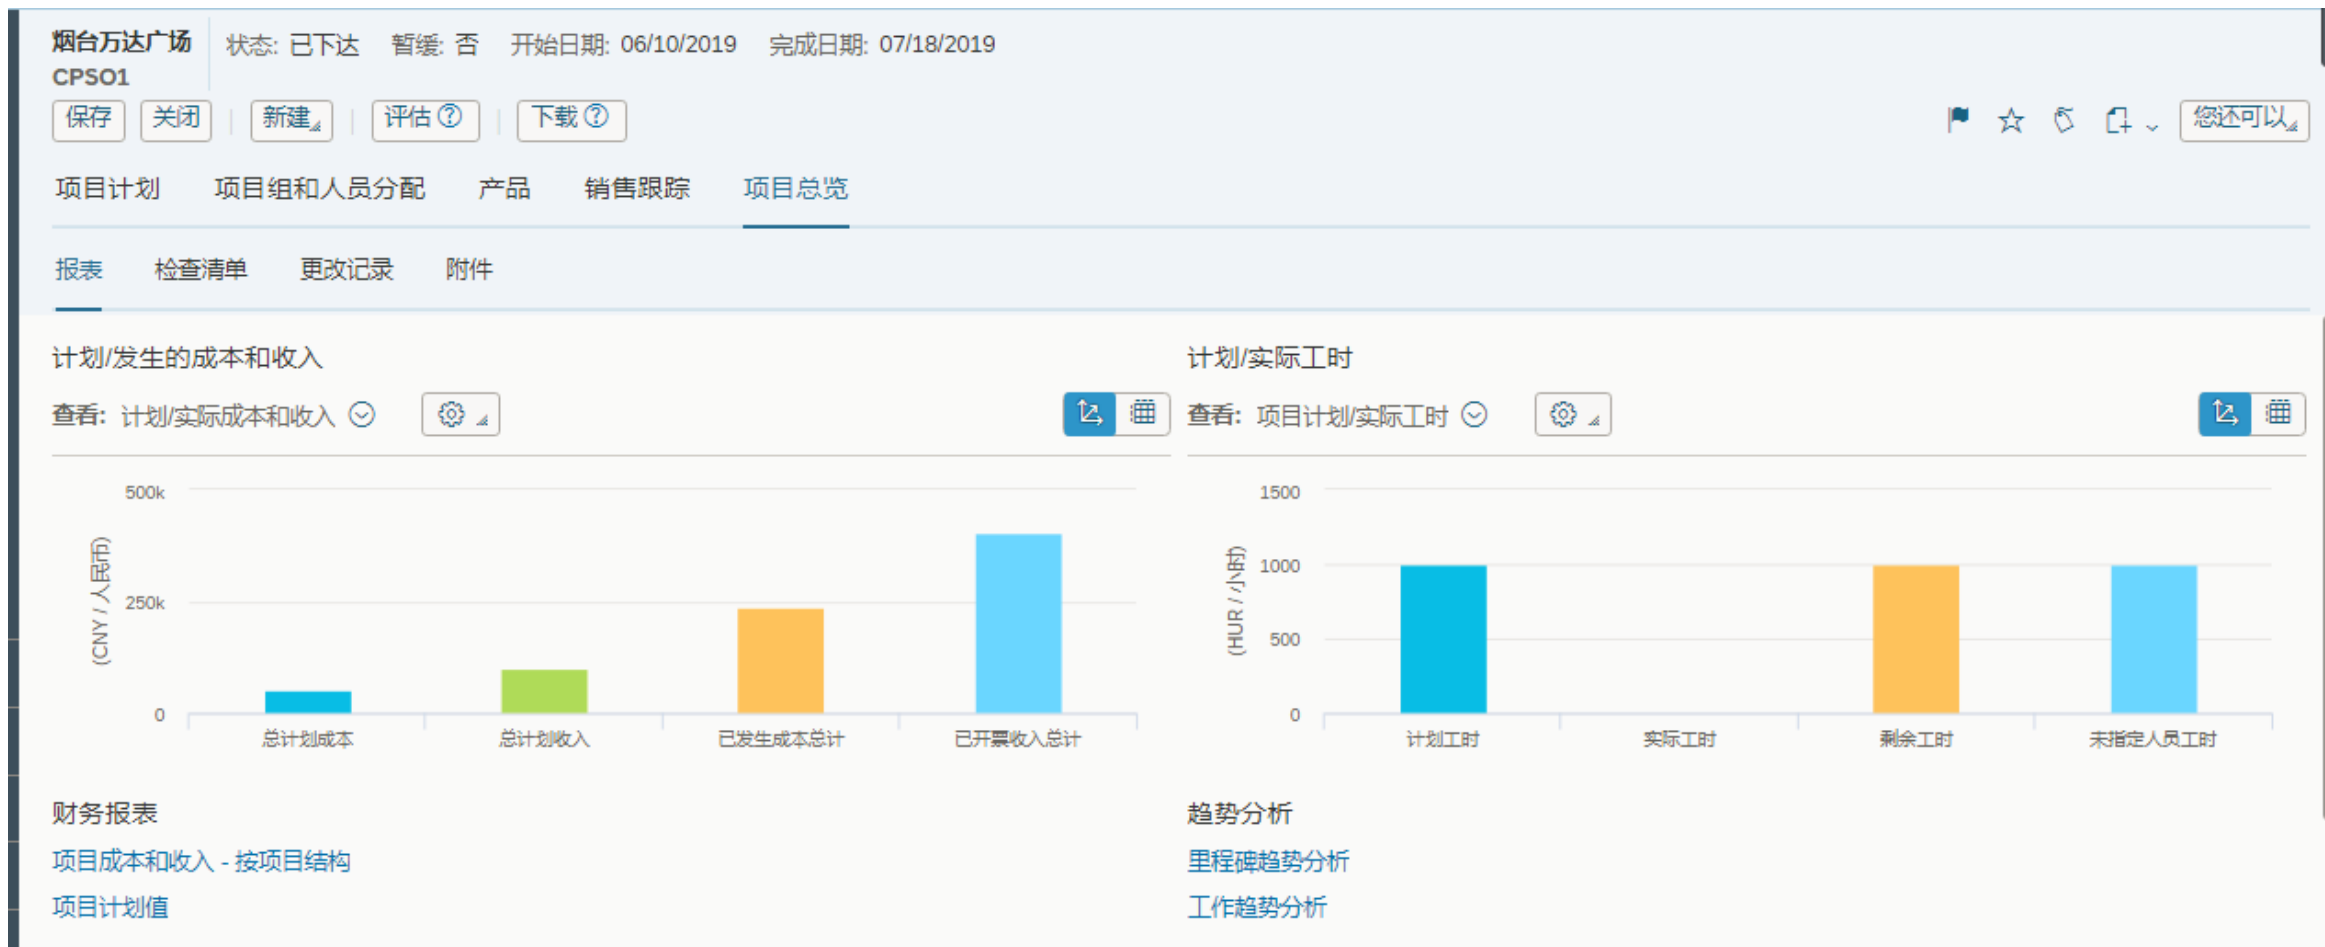 烟台万达广场 状态: 已下达 暂缓: 否 开始日期: 06/10/2019 完成日期: 07/18/2019
CPSO1
保存 关闭 新建 评估 下载 您还可以
项目计划 项目组和人员分配 产品 销售跟踪 项目总览
报表 检查清单 更改记录 附件
计划/发生的成本和收入
查看: 计划/实际成本和收入
500k
250k
0
(CNY / 人民币)
总计划成本 总计划收入 已发生成本总计 已开票收入总计
计划/实际工时
查看: 项目计划/实际工时
1500
1000
500
0
(HUR / 小时)
计划工时 实际工时 剩余工时 未指定人员工时
财务报表
项目成本和收入 - 按项目结构
项目计划值
趋势分析
里程碑趋势分析
工作趋势分析